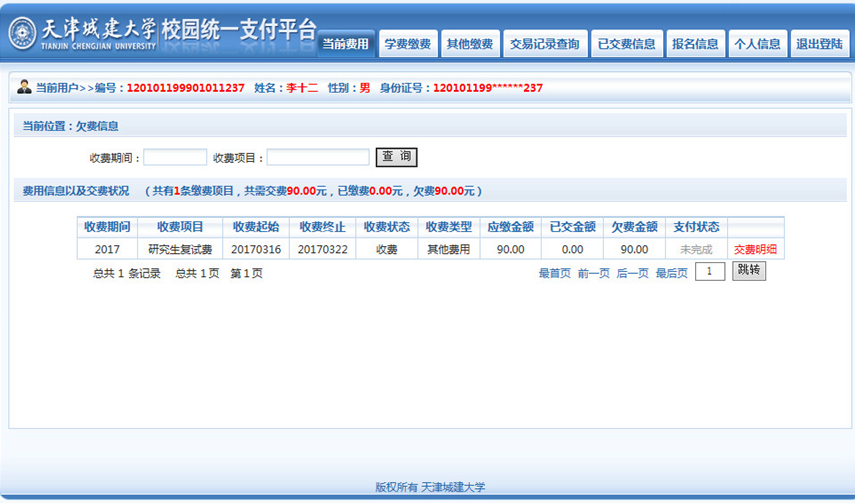 天津城建大学 校园统一支付平台
TIANJIN CHENGJIAN UNIVERSITY
当前费用 学费缴费 其他缴费 交易记录查询 已交费信息 报名信息 个人信息 退出登陆
当前用户>>编号：120101199901011237 姓名：李十二 性别：男 身份证号：120101199******237
当前位置：欠费信息
收费期间： 收费项目： 查 询
费用信息以及交费状况 （共有1条缴费项目，共需交费90.00元，已缴费0.00元，欠费90.00元）
收费期间 收费项目 收费起始 收费终止 收费状态 收费类型 应缴金额 已交金额 欠费金额 支付状态
2017 研究生复试费 20170316 20170322 收费 其他费用 90.00 0.00 90.00 未完成 交费明细
总共 1 条记录 总共 1 页 第 1 页 最首页 前一页 后一页 最后页 1 跳转
版权所有 天津城建大学